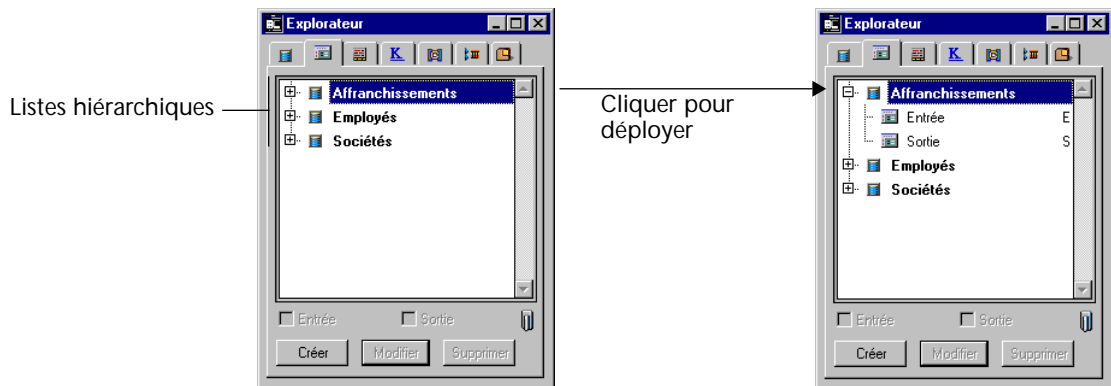 Explorateur
K
Listes hiérarchiques
Affranchissements
Employés
Sociétés
Entrée
Sortie
Créer
Modifier
Supprimer
Cliquer pour
déployer
Explorateur
K
Affranchissements
Entrée E
Sortie S
Employés
Sociétés
Entrée
Sortie
Créer
Modifier
Supprimer